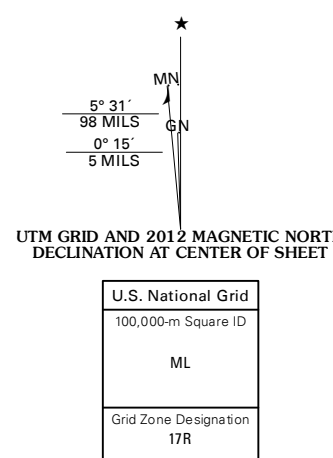 ★
MN
5° 31´
98 MILS
GN
0° 15´
5 MILS
UTM GRID AND 2012 MAGNETIC NORT
DECLINATION AT CENTER OF SHEET
U.S. National Grid
100,000-m Square ID
ML
Grid Zone Designation
17R